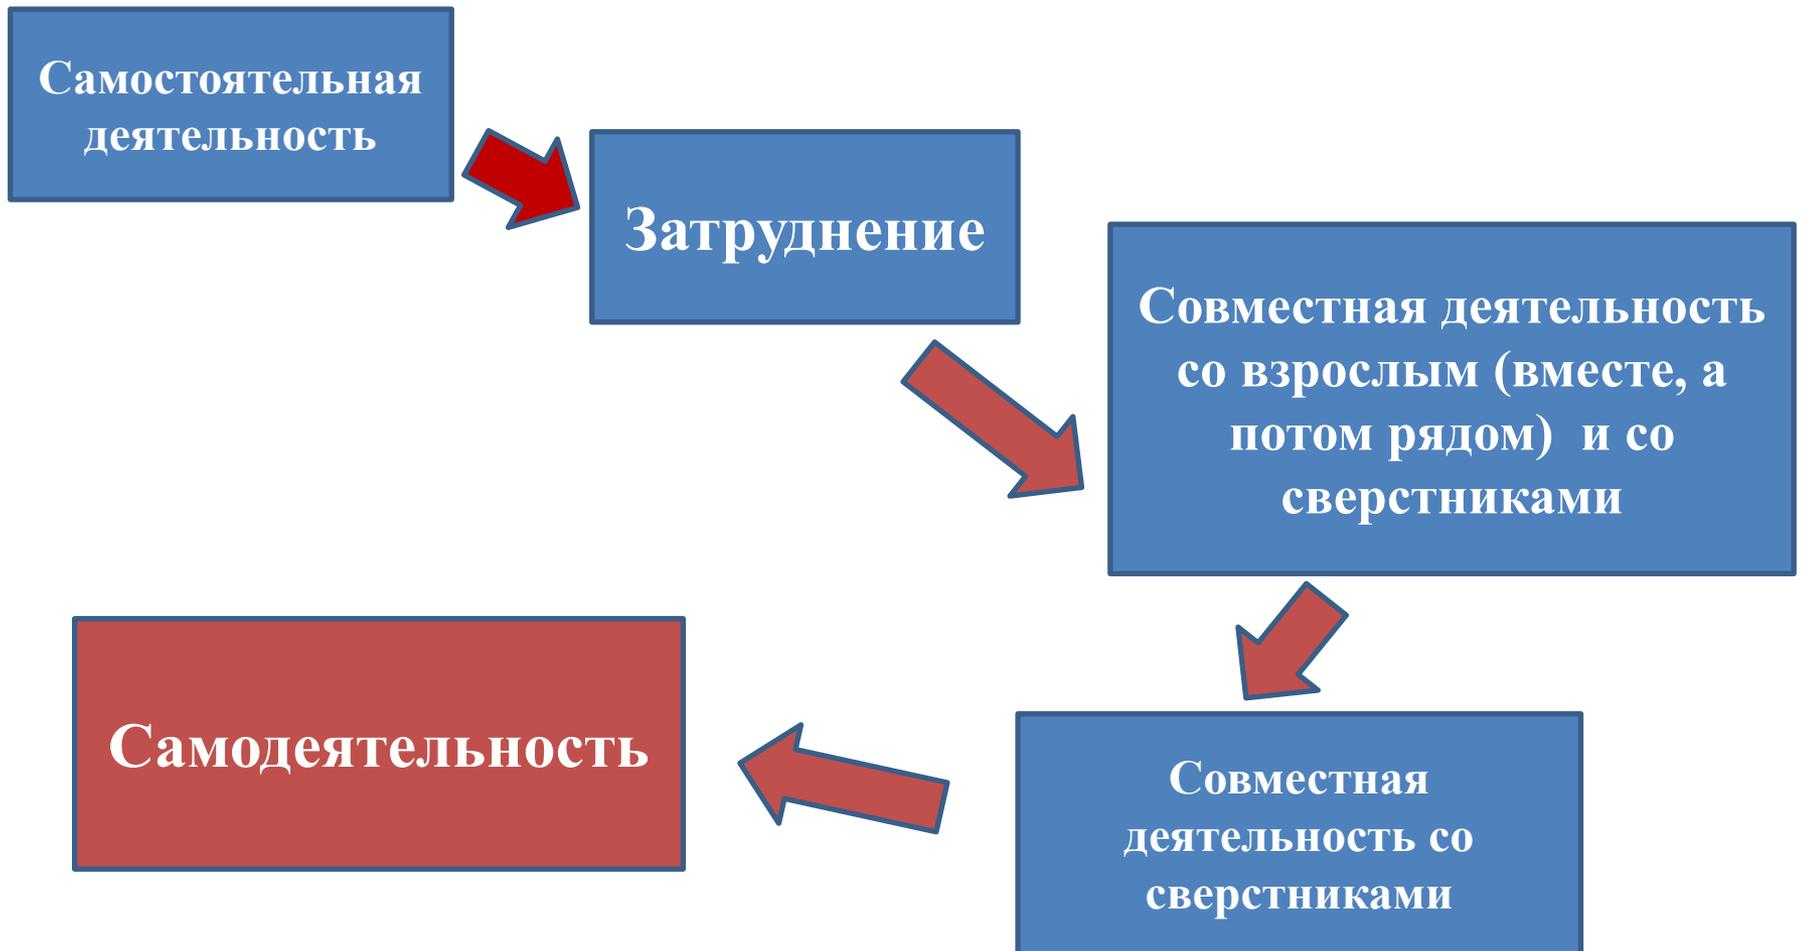 Самостоятельная
деятельность
Затруднение
Совместная деятельность
со взрослым (вместе, а
потом рядом)  и со
сверстниками
Совместная
деятельность со
сверстниками
Самодеятельность